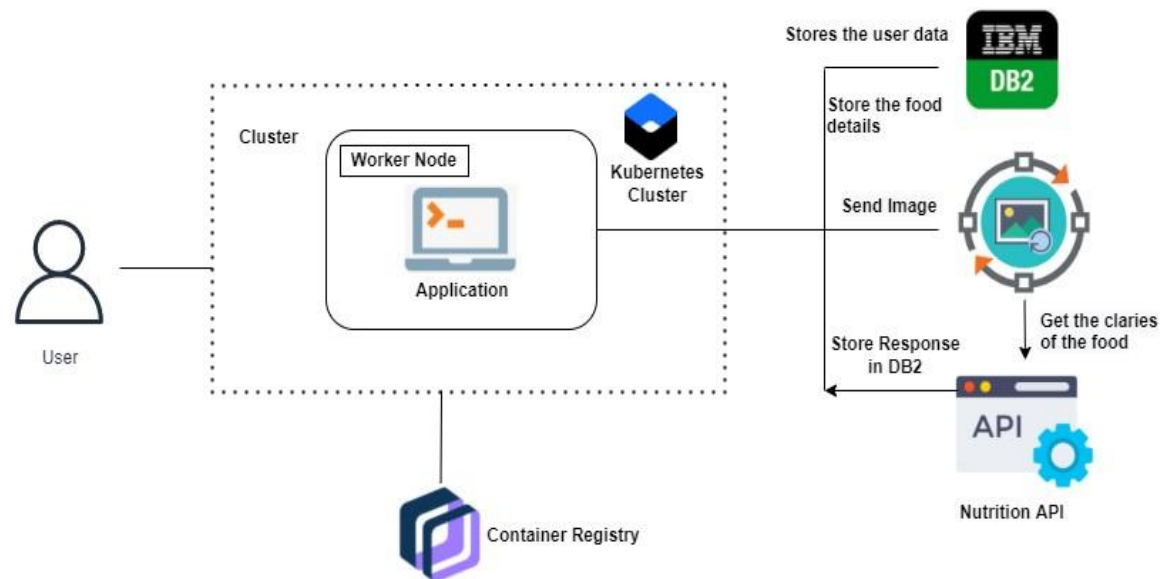 Stores the user data
IBM
DB2
Store the food
details
Cluster
Worker Node
Kubernetes
Cluster
Application
Send Image
User
Get the claries
of the food
Store Response
in DB2
API
Nutrition API
Container Registry